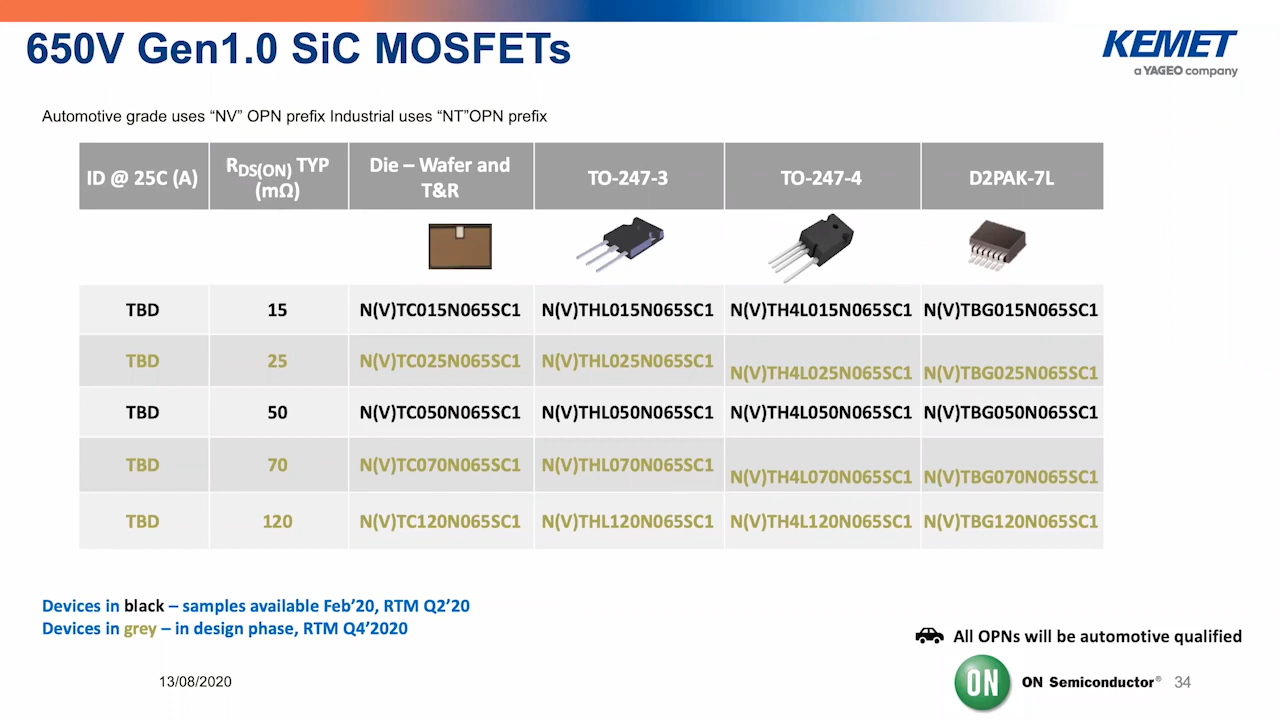 650V Gen1.0 SiC MOSFETs
KEMET
a YAGEO company
Automotive grade uses “NV” OPN prefix Industrial uses “NT”OPN prefix
ID @ 25C (A) RDS(ON) TYP (mΩ) Die – Wafer and T&R TO-247-3 TO-247-4 D2PAK-7L
TBD 15 N(V)TC015N065SC1 N(V)THL015N065SC1 N(V)TH4L015N065SC1 N(V)TBG015N065SC1
TBD 25 N(V)TC025N065SC1 N(V)THL025N065SC1 N(V)TH4L025N065SC1 N(V)TBG025N065SC1
TBD 50 N(V)TC050N065SC1 N(V)THL050N065SC1 N(V)TH4L050N065SC1 N(V)TBG050N065SC1
TBD 70 N(V)TC070N065SC1 N(V)THL070N065SC1 N(V)TH4L070N065SC1 N(V)TBG070N065SC1
TBD 120 N(V)TC120N065SC1 N(V)THL120N065SC1 N(V)TH4L120N065SC1 N(V)TBG120N065SC1
Devices in black – samples available Feb’20, RTM Q2’20
Devices in grey – in design phase, RTM Q4’2020
All OPNs will be automotive qualified
13/08/2020
ON ON Semiconductor® 34